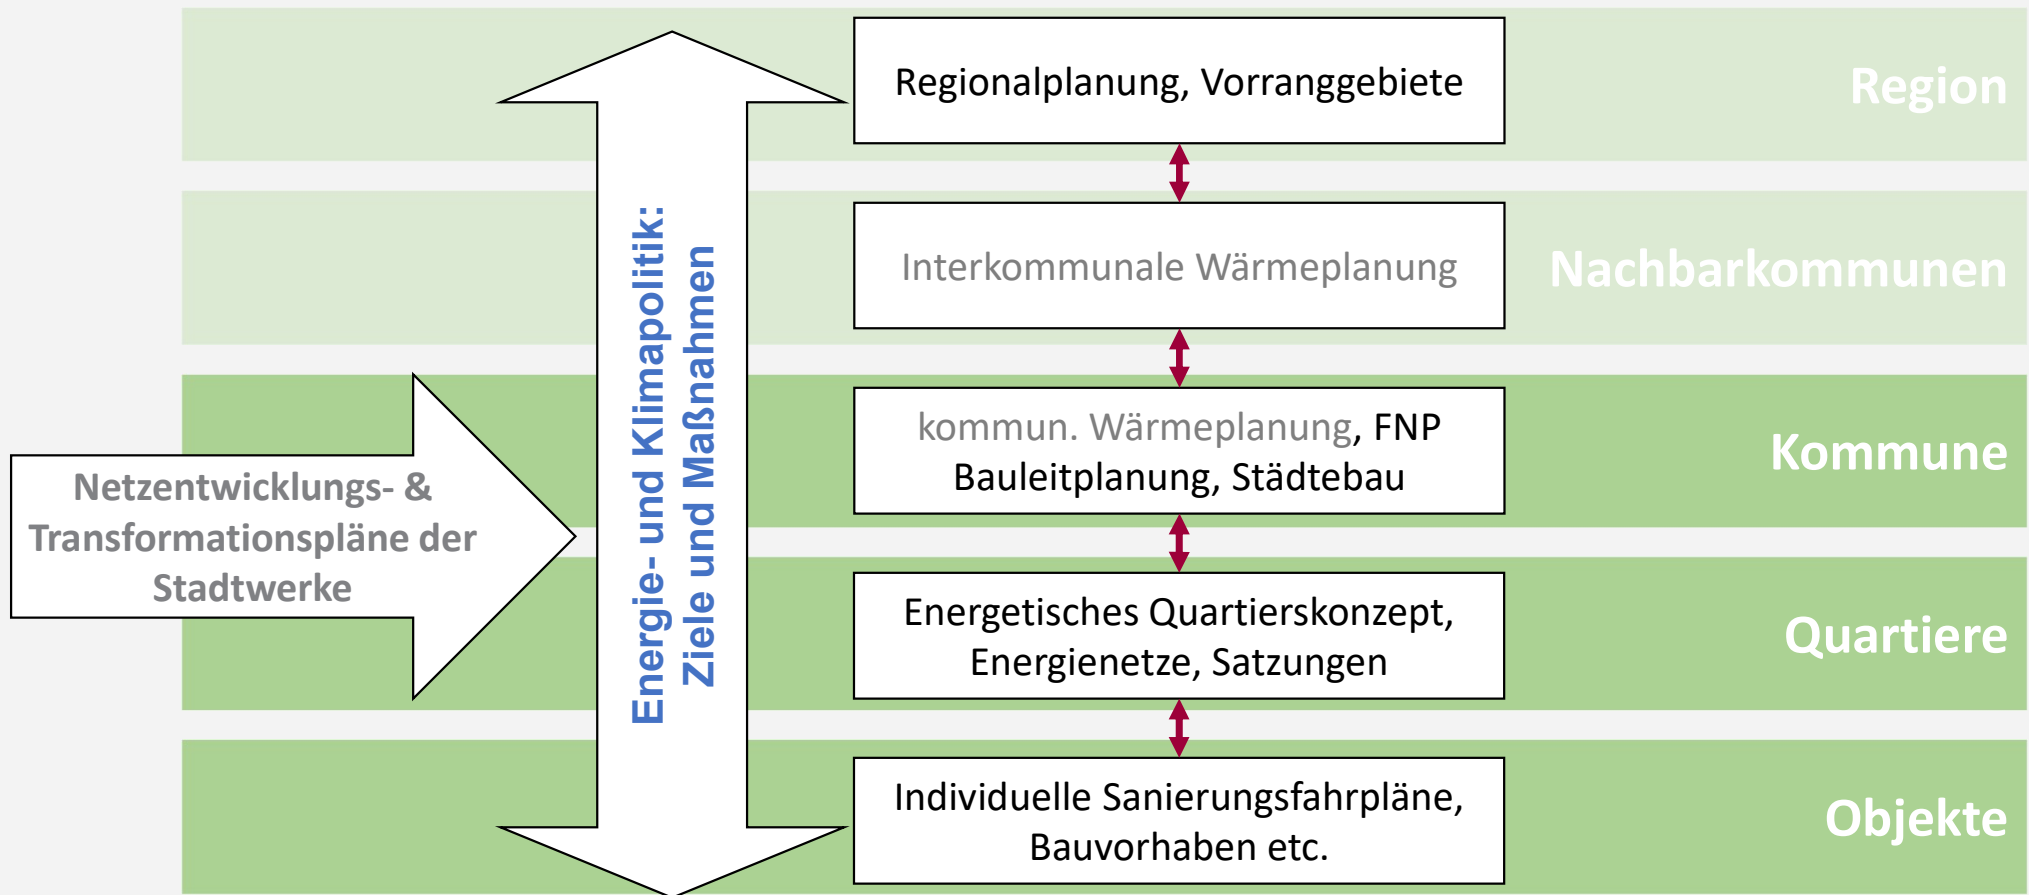 Regionalplanung, Vorranggebiete
Region
Interkommunale Wärmeplanung
Nachbarkommunen
kommun. Wärmeplanung, FNP
Bauleitplanung, Städtebau
Kommune
Energetisches Quartierskonzept,
Energienetze, Satzungen
Quartiere
Individuelle Sanierungsfahrpläne,
Bauvorhaben etc.
Objekte
Energie- und Klimapolitik:
Ziele und Maßnahmen
Netzentwicklungs- &
Transformationspläne der
Stadtwerke